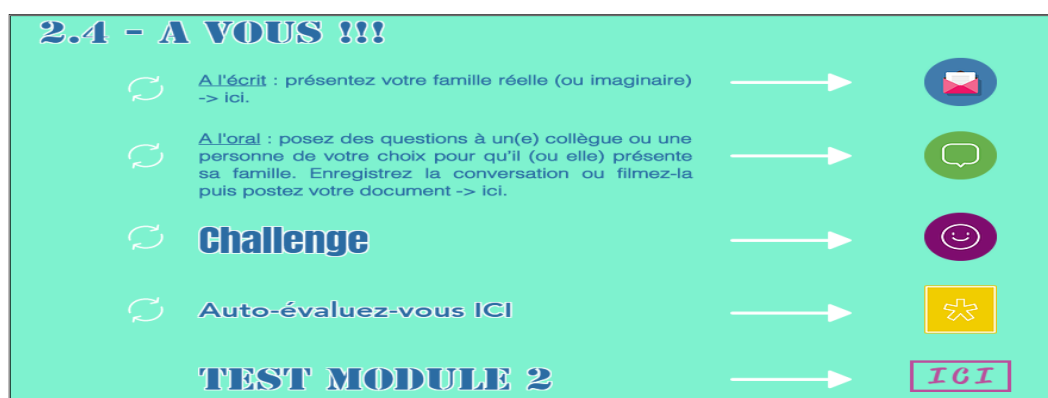 2.4 - A VOUS !!!
A l'écrit : présentez votre famille réelle (ou imaginaire)
-> ici.
A l'oral : posez des questions à un(e) collègue ou une
personne de votre choix pour qu'il (ou elle) présente
sa famille. Enregistrez la conversation ou filmez-la
puis postez votre document -> ici.
Challenge
Auto-évaluez-vous ICI
TEST MODULE 2
ICI